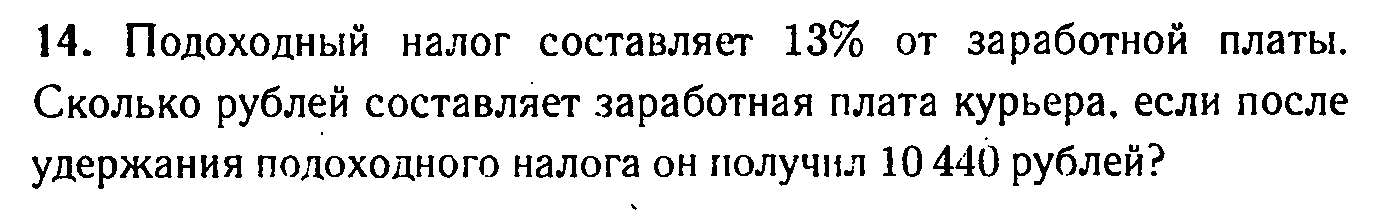 14. Подоходный налог составляет 13% от заработной платы.
Сколько рублей составляет заработная плата курьера, если после
удержания подоходного налога он получил 10 440 рублей?